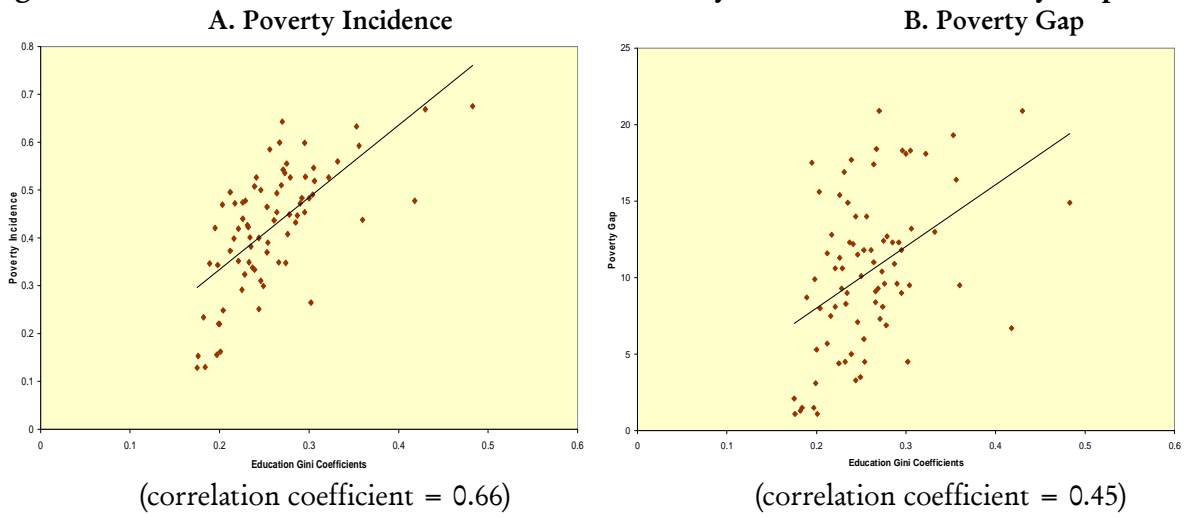 A. Poverty Incidence
0.8
0.7
0.6
0.5
0.4
0.3
0.2
0.1
0
Poverty Incidence
0 0.1 0.2 0.3 0.4 0.5 0.6
Education Gini Coefficients
(correlation coefficient = 0.66)
B. Poverty Gap
25
20
15
10
5
0
Poverty Gap
0 0.1 0.2 0.3 0.4 0.5 0.6
Education Gini Coefficients
(correlation coefficient = 0.45)